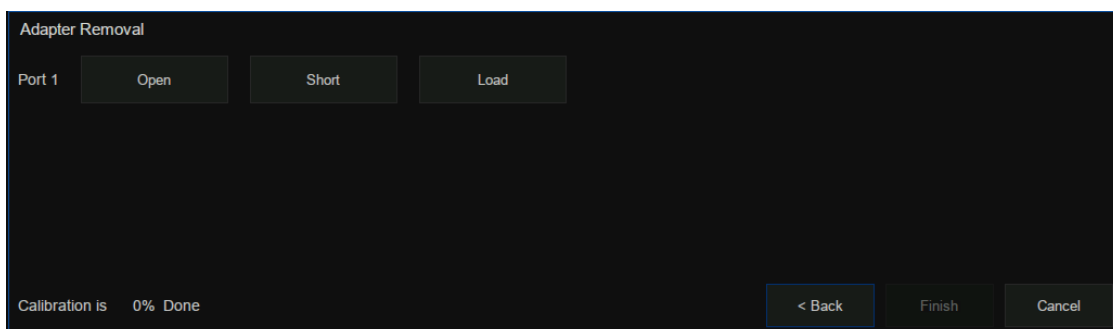 Adapter Removal
Port 1 Open Short Load
Calibration is 0% Done < Back Finish Cancel